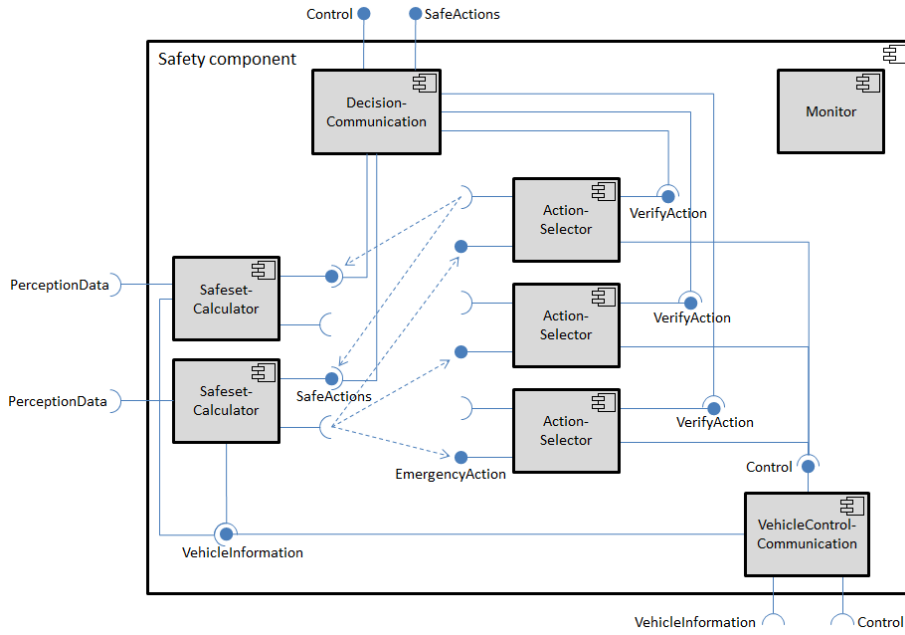 Control
SafeActions
Safety component
Decision-
Communication
Monitor
Action-
Selector
VerifyAction
PerceptionData
Safeset-
Calculator
Action-
Selector
VerifyAction
SafeActions
PerceptionData
Safeset-
Calculator
Action-
Selector
VerifyAction
EmergencyAction
Control
VehicleInformation
VehicleControl-
Communication
VehicleInformation
Control